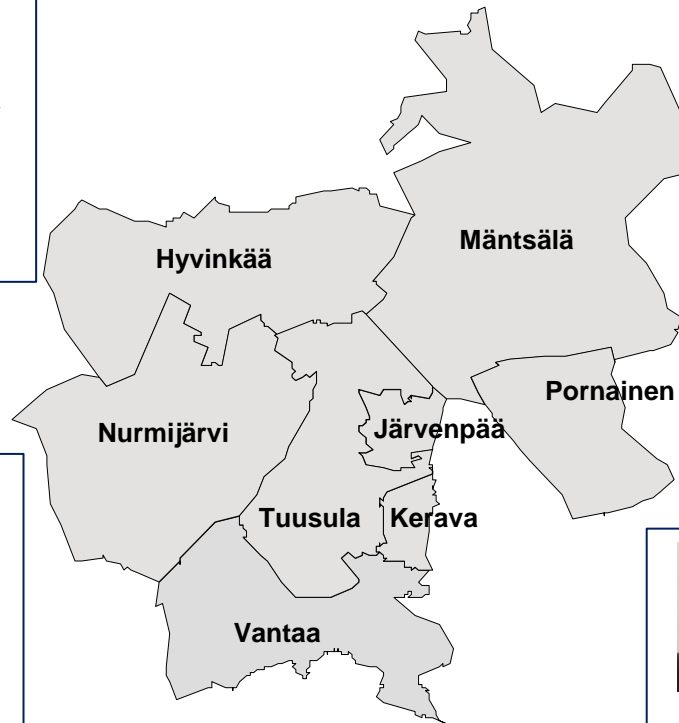 Mäntsälä
Hyvinkää
Pornainen
Nurmijärvi
Järvenpää
Tuusula
Kerava
Vantaa